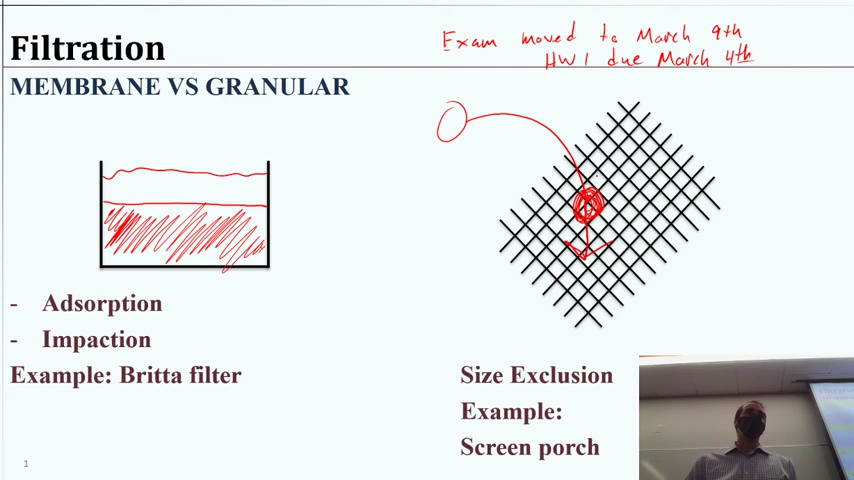 Filtration
Exam moved to March 9th
HW1 due March 4th
MEMBRANE VS GRANULAR
- Adsorption
- Impaction
Example: Britta filter
Size Exclusion
Example:
Screen porch
1